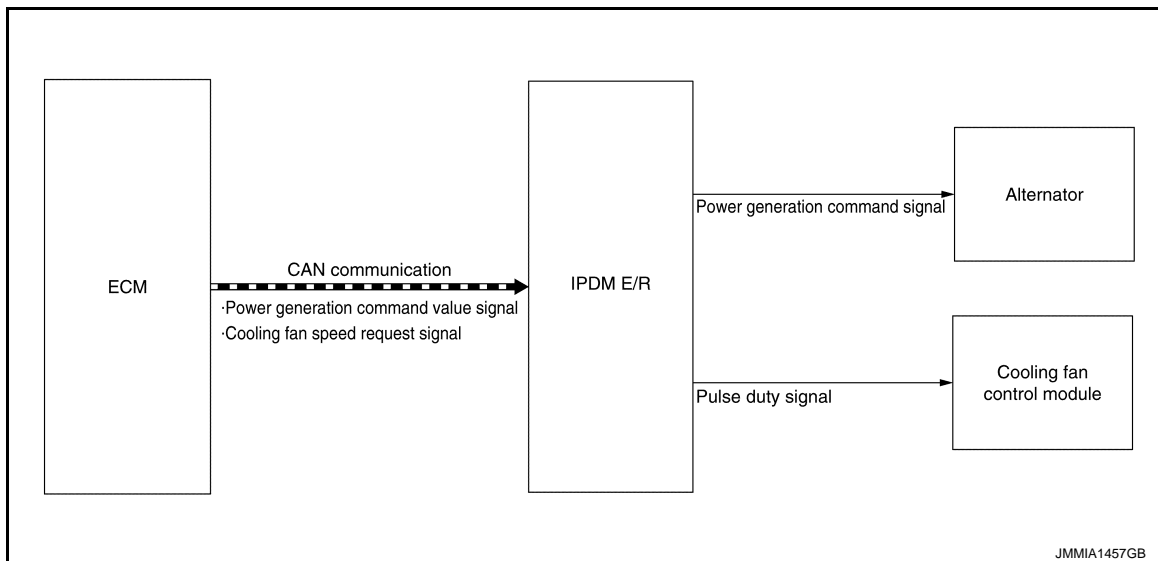 ECM
CAN communication
·Power generation command value signal
·Cooling fan speed request signal
IPDM E/R
Power generation command signal
Alternator
Pulse duty signal
Cooling fan
control module
JMMIA1457GB